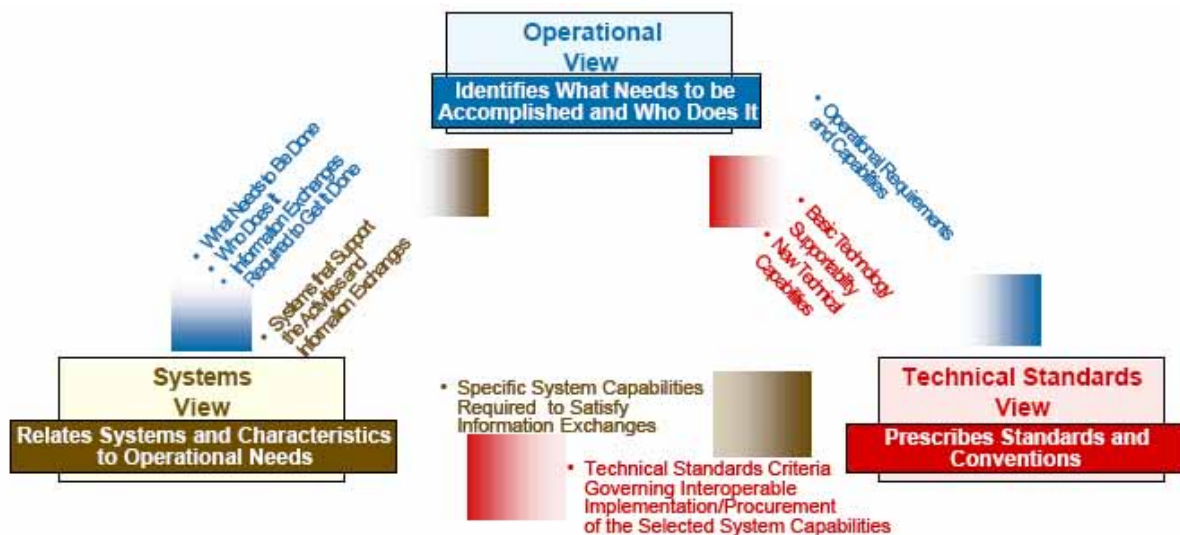 Operational
View
Identifies What Needs to be
Accomplished and Who Does It
• What Needs to Be Done
• Who Does It
• Information Exchanges
Required to Get It Done
• Systems that Support
the Activities and
Information Exchanges
• Operational Requirements
and Capabilities
• Basic Technology
Supportability
• New Technical
Capabilities
Systems
View
Relates Systems and Characteristics
to Operational Needs
• Specific System Capabilities
Required to Satisfy
Information Exchanges
• Technical Standards Criteria
Governing Interoperable
Implementation/Procurement
of the Selected System Capabilities
Technical Standards
View
Prescribes Standards and
Conventions